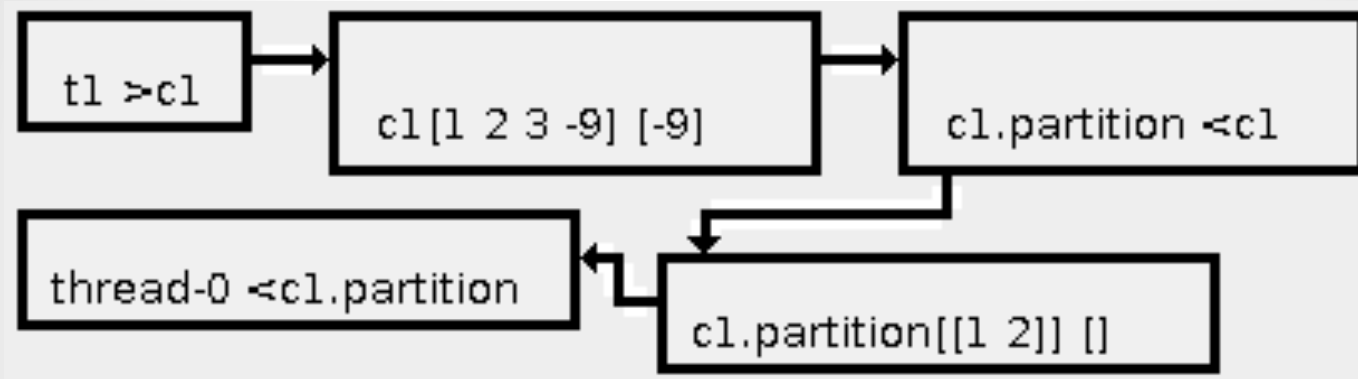 tl >cl
cl[1 2 3 -9] [-9]
cl.partition <cl
thread-0 <cl.partition
cl.partition[[1 2]] []